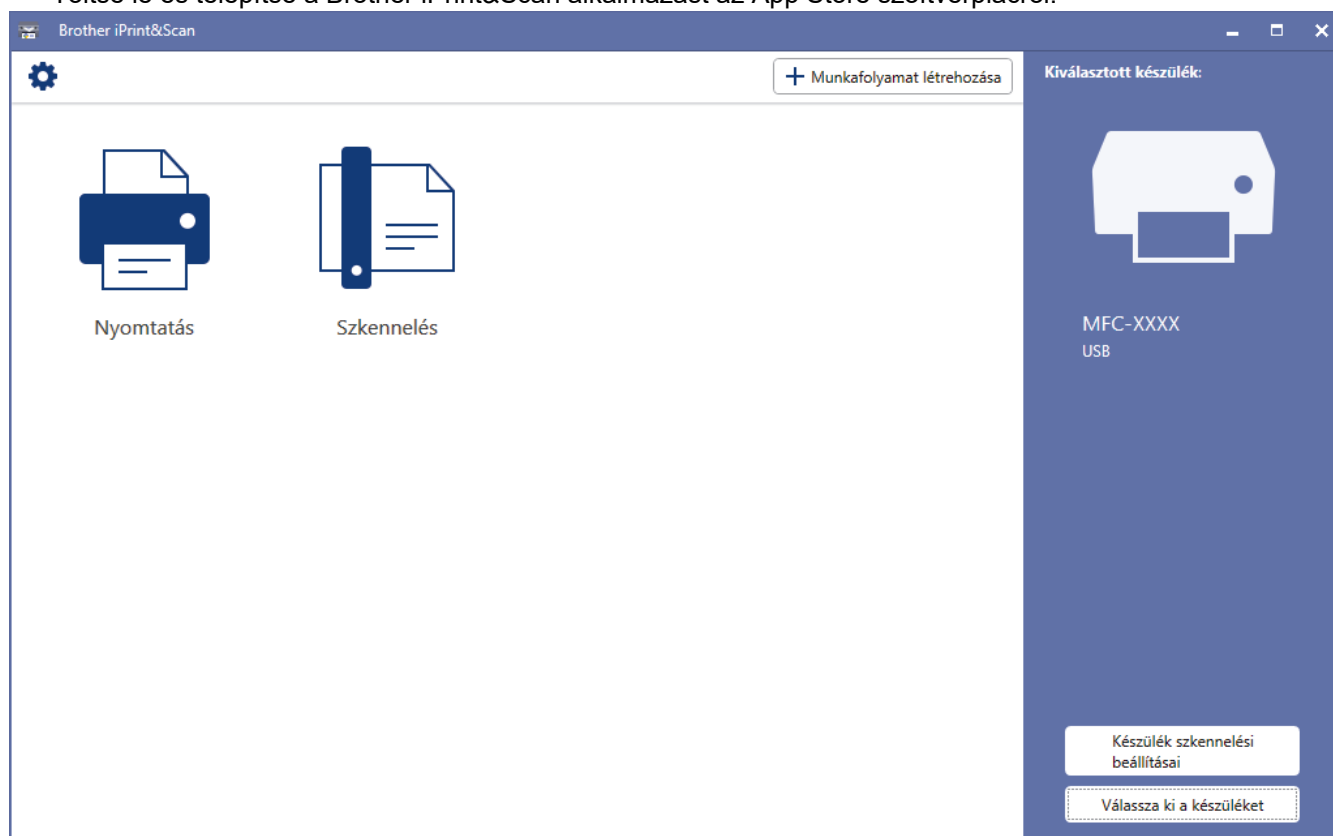 Brother iPrint&Scan
Munkafolyamat létrehozása
Kiválasztott készülék:
Nyomtatás
Szkennelés
MFC-XXXX
USB
Készülék szkennelési
beállításai
Válassza ki a készüléket